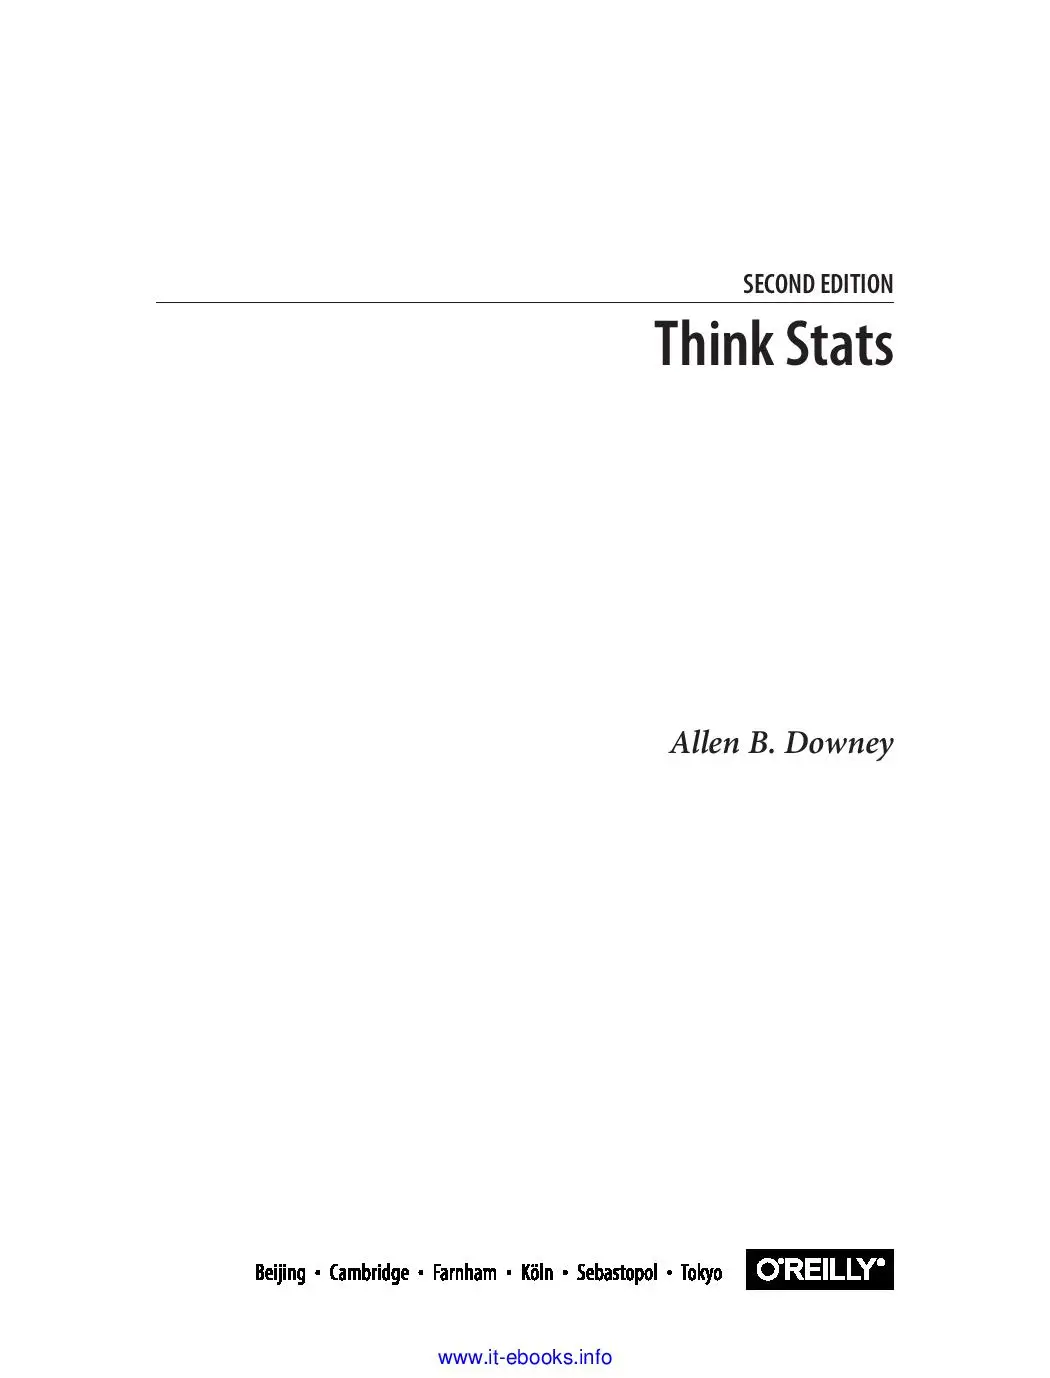 SECOND EDITION
Think Stats
Allen B. Downey
Beijing • Cambridge • Farnham • Köln • Sebastopol • Tokyo O'REILLY®
www.it-ebooks.info